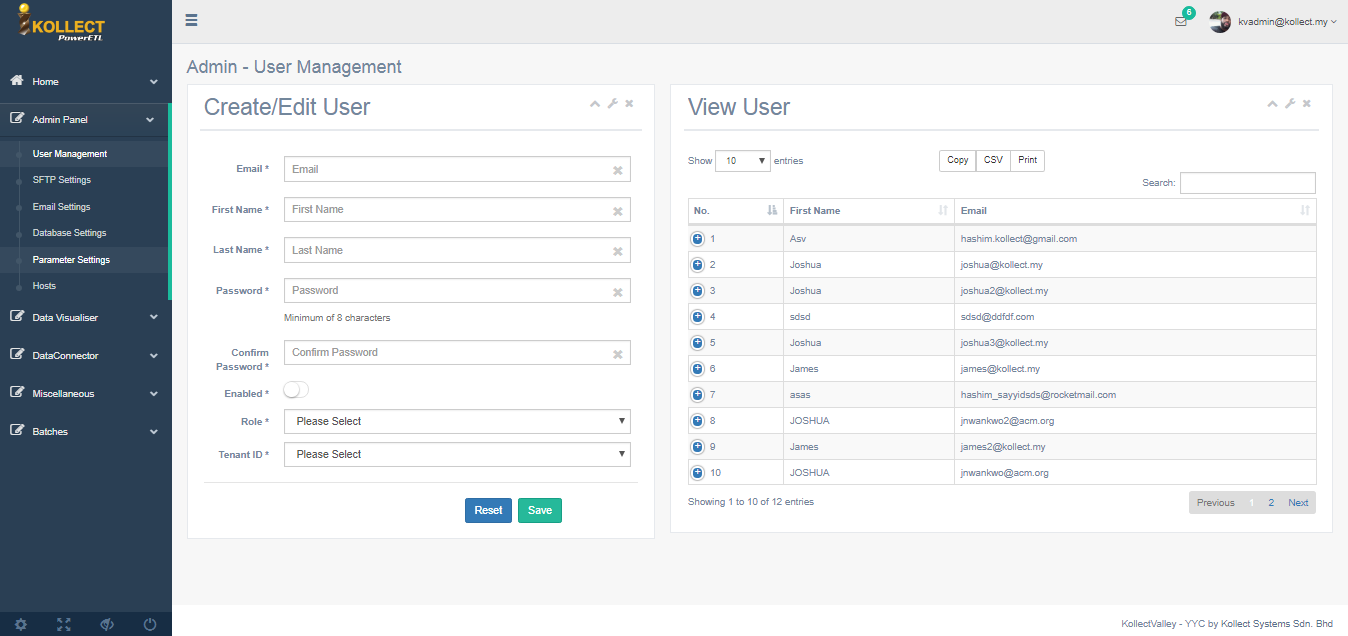 KOLLECT
PowerETL
6
kvadmin@kollect.my
Home
Admin Panel
User Management
SFTP Settings
Email Settings
Database Settings
Parameter Settings
Hosts
Data Visualiser
DataConnector
Miscellaneous
Batches
Admin - User Management
Create/Edit User
Email * Email
First Name * First Name
Last Name * Last Name
Password * Password
Minimum of 8 characters
Confirm Password * Confirm Password
Enabled *
Role * Please Select
Tenant ID * Please Select
Reset Save
View User
Show 10 entries Copy CSV Print
Search:
No. First Name Email
1 Asv hashim.kollect@gmail.com
2 Joshua joshua@kollect.my
3 Joshua joshua2@kollect.my
4 sdsd sdsd@ddfdf.com
5 Joshua joshua3@kollect.my
6 James james@kollect.my
7 asas hashim_sayyidsds@rocketmail.com
8 JOSHUA jnwankwo2@acm.org
9 James james2@kollect.my
10 JOSHUA jnwankwo@acm.org
Showing 1 to 10 of 12 entries Previous 1 2 Next
KollectValley - YYC by Kollect Systems Sdn. Bhd